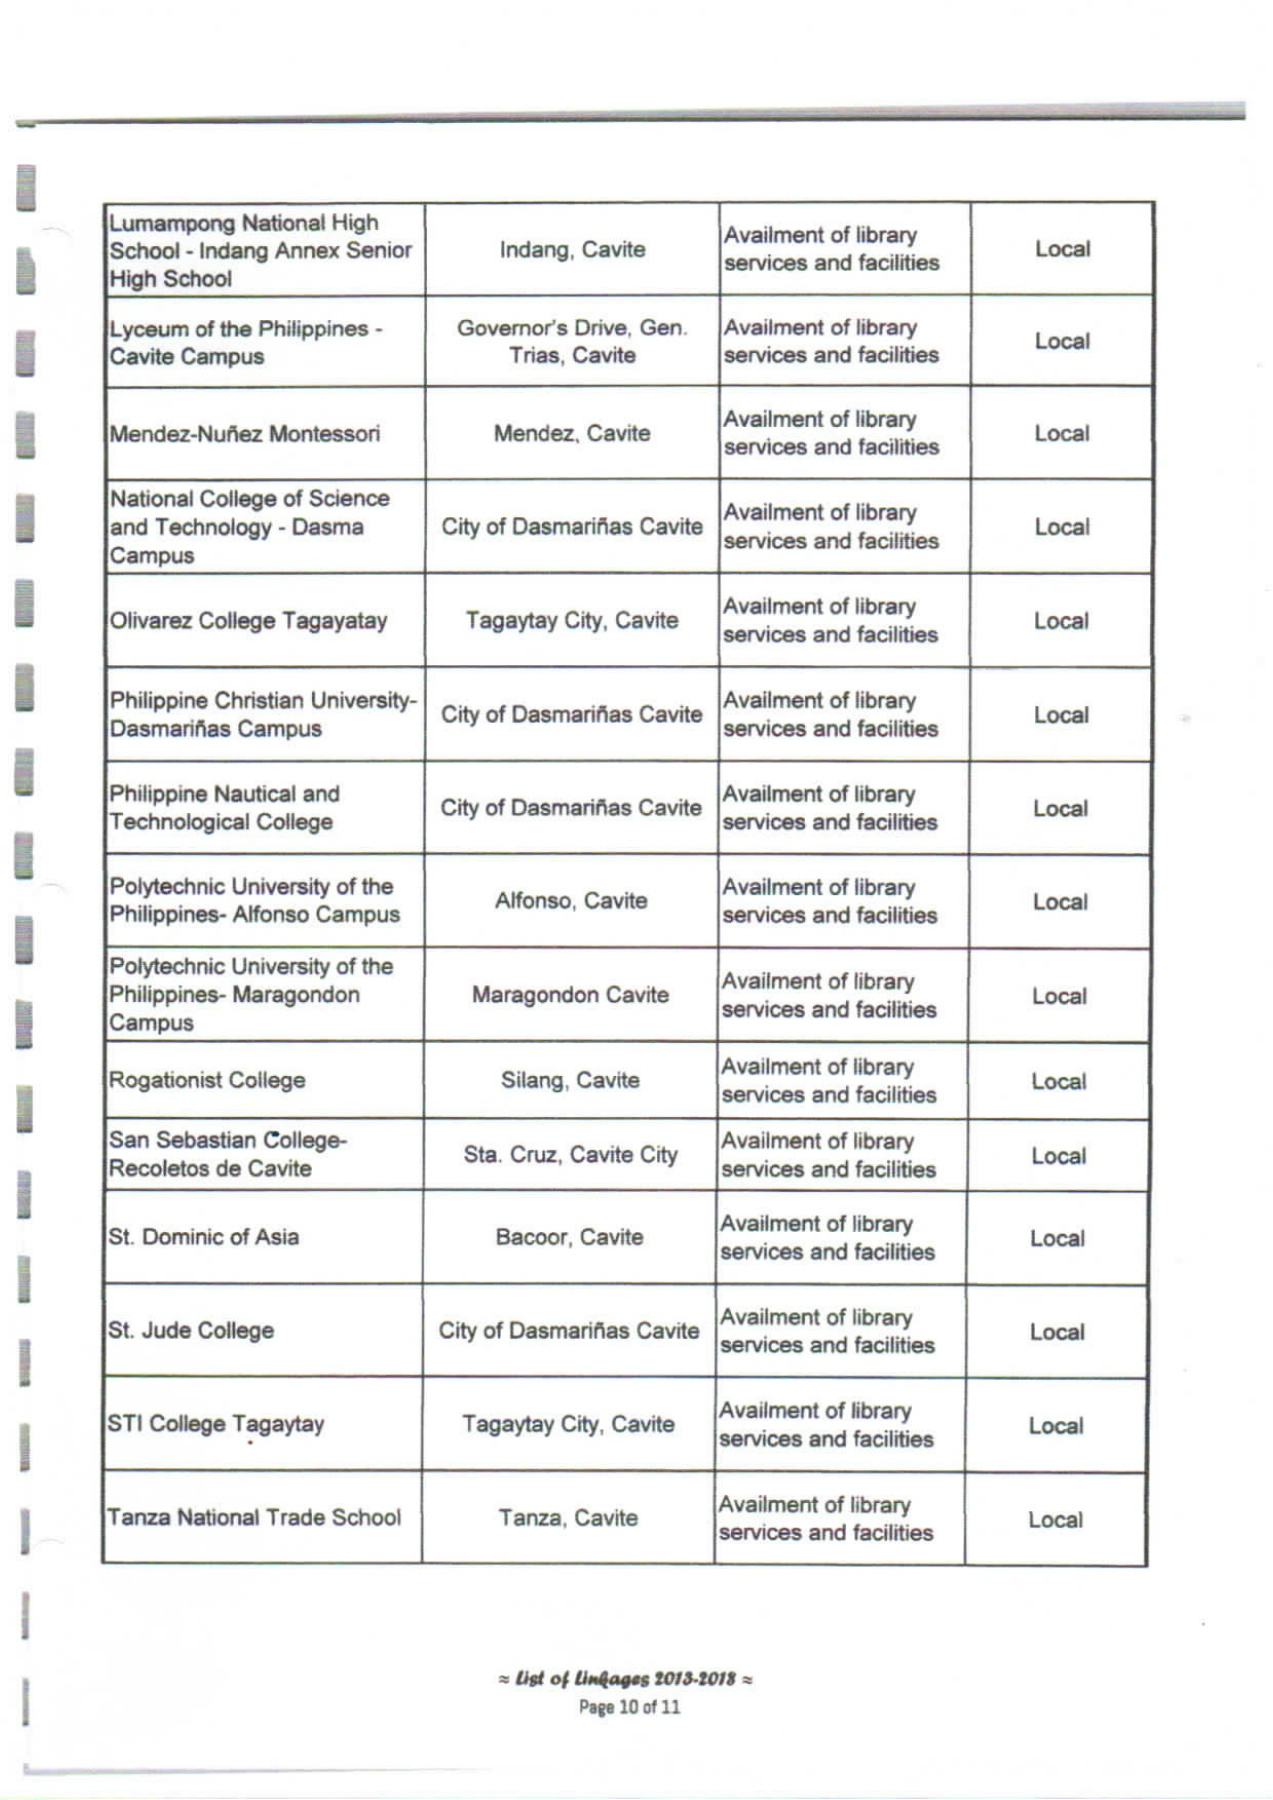 Lumampong National High
School - Indang Annex Senior
High School
Indang, Cavite
Availment of library
services and facilities
Local
Lyceum of the Philippines -
Cavite Campus
Governor's Drive, Gen.
Trias, Cavite
Availment of library
services and facilities
Local
Mendez-Nuñez Montessori
Mendez, Cavite
Availment of library
services and facilities
Local
National College of Science
and Technology - Dasma
Campus
City of Dasmariñas Cavite
Availment of library
services and facilities
Local
Olivarez College Tagayatay
Tagaytay City, Cavite
Availment of library
services and facilities
Local
Philippine Christian University-
Dasmariñas Campus
City of Dasmariñas Cavite
Availment of library
services and facilities
Local
Philippine Nautical and
Technological College
City of Dasmariñas Cavite
Availment of library
services and facilities
Local
Polytechnic University of the
Philippines- Alfonso Campus
Alfonso, Cavite
Availment of library
services and facilities
Local
Polytechnic University of the
Philippines- Maragondon
Campus
Maragondon Cavite
Availment of library
services and facilities
Local
Rogationist College
Silang, Cavite
Availment of library
services and facilities
Local
San Sebastian College-
Recoletos de Cavite
Sta. Cruz, Cavite City
Availment of library
services and facilities
Local
St. Dominic of Asia
Bacoor, Cavite
Availment of library
services and facilities
Local
St. Jude College
City of Dasmariñas Cavite
Availment of library
services and facilities
Local
STI College Tagaytay
Tagaytay City, Cavite
Availment of library
services and facilities
Local
Tanza National Trade School
Tanza, Cavite
Availment of library
services and facilities
Local
≈ List of Linkages 2013-2018 ≈
Page 10 of 11